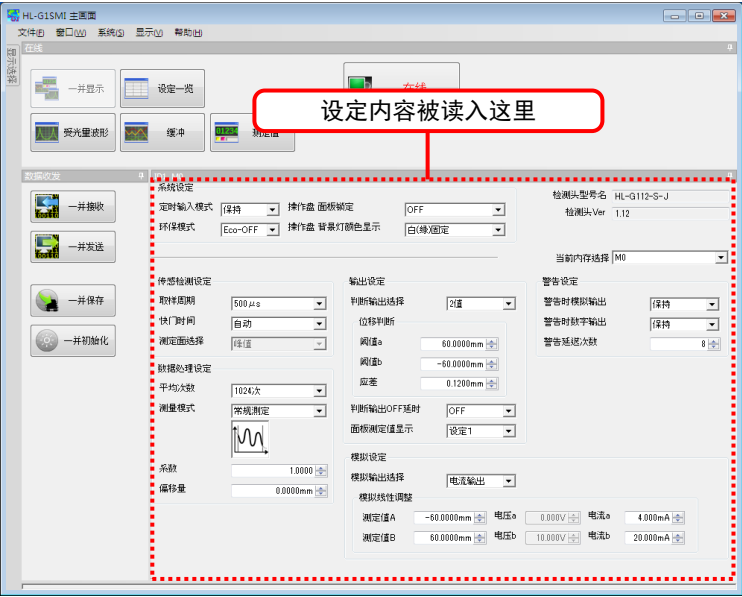 HL-G1SMI 主画面
文件(F) 窗口(W) 系统(S) 显示(V) 帮助(H)
显示选择
在线
一并显示 设定一览 在线
受光量波形 缓冲 测定值
设定内容被读入这里
数据收发
一并接收
一并发送
一并保存
一并初始化
ID1 M0
系统设定
定时输入模式 保持 操作盘 面板锁定 OFF
环保模式 Eco-OFF 操作盘 背景灯颜色显示 白(绿)固定
检测头型号名 HL-G112-S-J
检测头Ver 1.12
当前内存选择 M0
传感检测设定
取样周期 500μs
快门时间 自动
测定面选择 峰值
数据处理设定
平均次数 1024次
测量模式 常规测定
系数 1.0000
偏移量 0.0000mm
输出设定
判断输出选择 2值
位移判断
阈值a 60.0000mm
阈值b -60.0000mm
应差 0.1200mm
判断输出OFF延时 OFF
面板测定值显示 设定1
警告设定
警告时模拟输出 保持
警告时数字输出 保持
警告延迟次数 8
模拟设定
模拟输出选择 电流输出
模拟线性调整
测定值A -60.0000mm 电压a 0.000V 电流a 4.000mA
测定值B 60.0000mm 电压b 10.000V 电流b 20.000mA